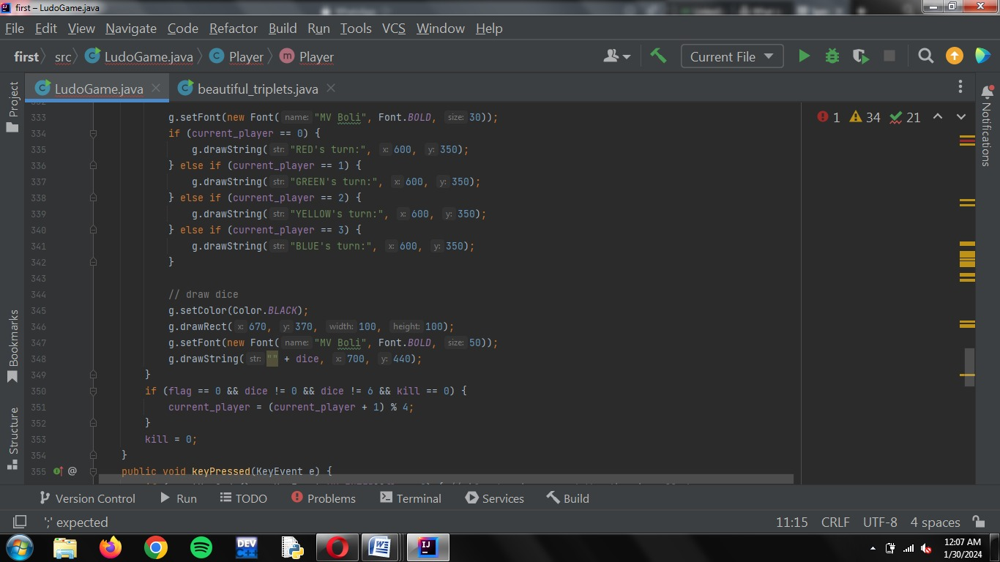 first – LudoGame.java
File Edit View Navigate Code Refactor Build Run Tools VCS Window Help
first src LudoGame.java Player Player Current File
LudoGame.java beautiful_triplets.java
1 34 21
333 g.setFont(new Font( name: "MV Boli", Font.BOLD, size: 30));
334 if (current_player == 0) {
335 g.drawString( str: "RED's turn:", x: 600, y: 350);
336 } else if (current_player == 1) {
337 g.drawString( str: "GREEN's turn:", x: 600, y: 350);
338 } else if (current_player == 2) {
339 g.drawString( str: "YELLOW's turn:", x: 600, y: 350);
340 } else if (current_player == 3) {
341 g.drawString( str: "BLUE's turn:", x: 600, y: 350);
342 }
343
344 // draw dice
345 g.setColor(Color.BLACK);
346 g.drawRect( x: 670, y: 370, width: 100, height: 100);
347 g.setFont(new Font( name: "MV Boli", Font.BOLD, size: 50));
348 g.drawString( str: "" + dice, x: 700, y: 440);
349 }
350 if (flag == 0 && dice != 0 && dice != 6 && kill == 0) {
351 current_player = (current_player + 1) % 4;
352 }
353 kill = 0;
354 }
355 @ public void keyPressed(KeyEvent e) {
Project
Bookmarks
Structure
Notifications
Version Control Run TODO Problems Terminal Services Build
';' expected 11:15 CRLF UTF-8 4 spaces
DEV C++ W IJ
12:07 AM
1/30/2024